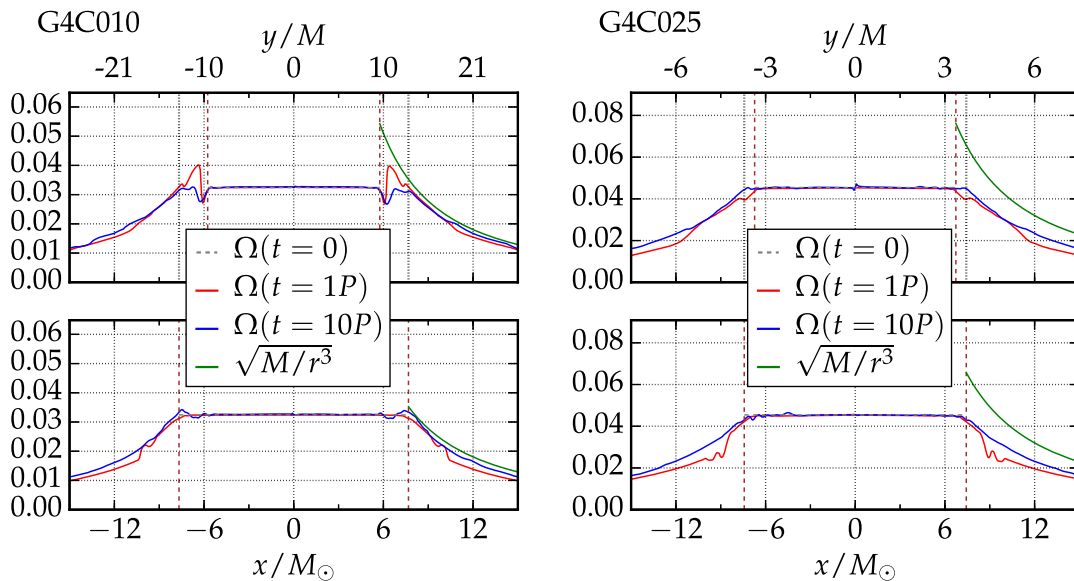 G4C010
y/M
-21 -10 0 10 21
0.06
0.05
0.04
0.03
0.02
0.01
0.00
Ω(t = 0)
Ω(t = 1P)
Ω(t = 10P)
√M/r³
0.06
0.05
0.04
0.03
0.02
0.01
0.00
−12 −6 0 6 12
x/M⊙
G4C025
y/M
-6 -3 0 3 6
0.08
0.06
0.04
0.02
0.00
Ω(t = 0)
Ω(t = 1P)
Ω(t = 10P)
√M/r³
0.08
0.06
0.04
0.02
0.00
−12 −6 0 6 12
x/M⊙